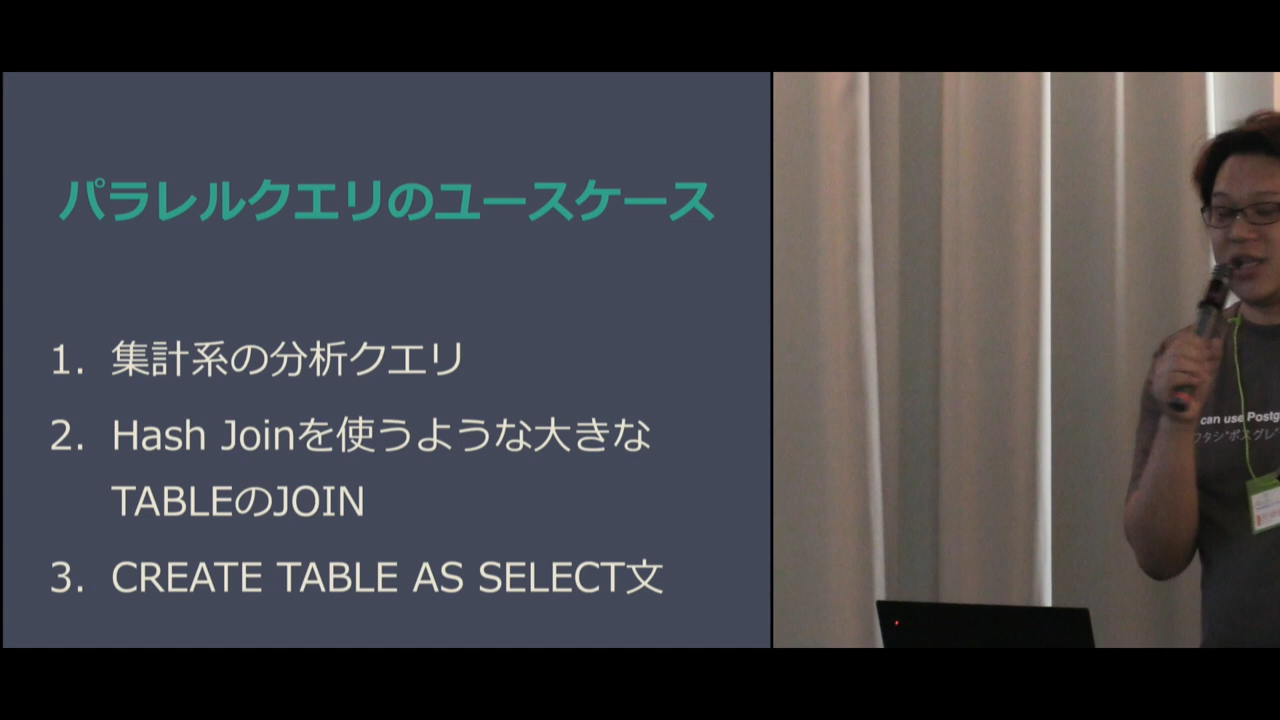 パラレルクエリのユースケース
1. 集計系の分析クエリ
2. Hash Joinを使うような大きな
TABLEのJOIN
3. CREATE TABLE AS SELECT文
can use Postg
ワタシ"ポスグレ"